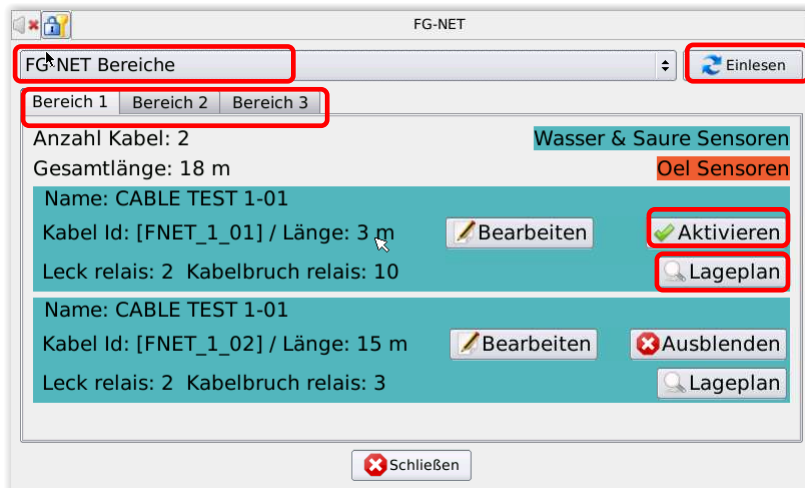 FG-NET
FG-NET Bereiche Einlesen
Bereich 1 Bereich 2 Bereich 3
Anzahl Kabel: 2 Wasser & Saure Sensoren
Gesamtlänge: 18 m Oel Sensoren
Name: CABLE TEST 1-01
Kabel Id: [FNET_1_01] / Länge: 3 m Bearbeiten Aktivieren
Leck relais: 2 Kabelbruch relais: 10 Lageplan
Name: CABLE TEST 1-01
Kabel Id: [FNET_1_02] / Länge: 15 m Bearbeiten Ausblenden
Leck relais: 2 Kabelbruch relais: 3 Lageplan
Schließen